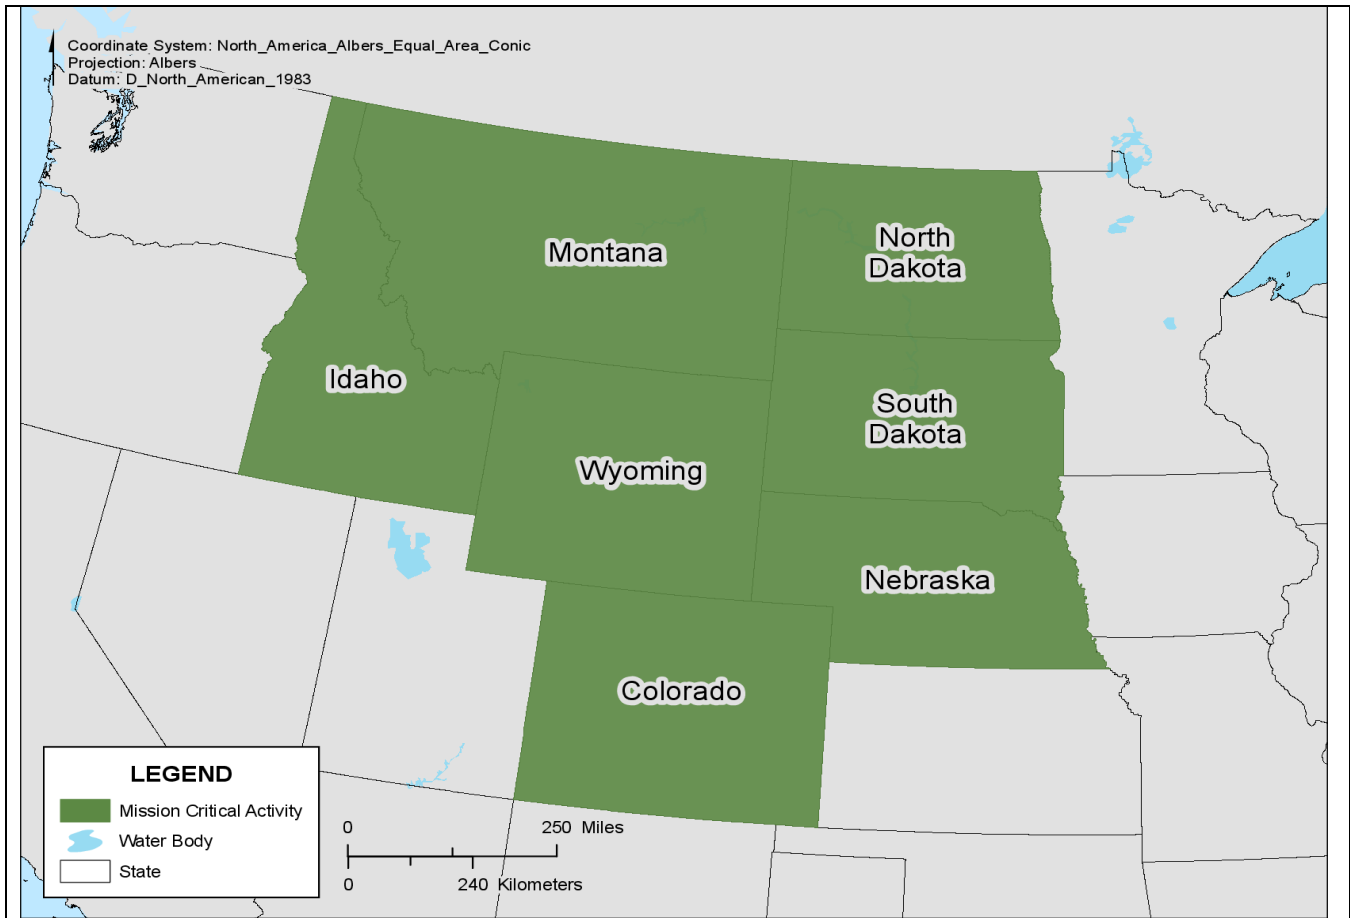 Coordinate System: North_America_Albers_Equal_Area_Conic
Projection: Albers
Datum: D_North_American_1983
Montana
North
Dakota
Idaho
South
Dakota
Wyoming
Nebraska
Colorado
LEGEND
Mission Critical Activity
Water Body
State
0 250 Miles
0 240 Kilometers